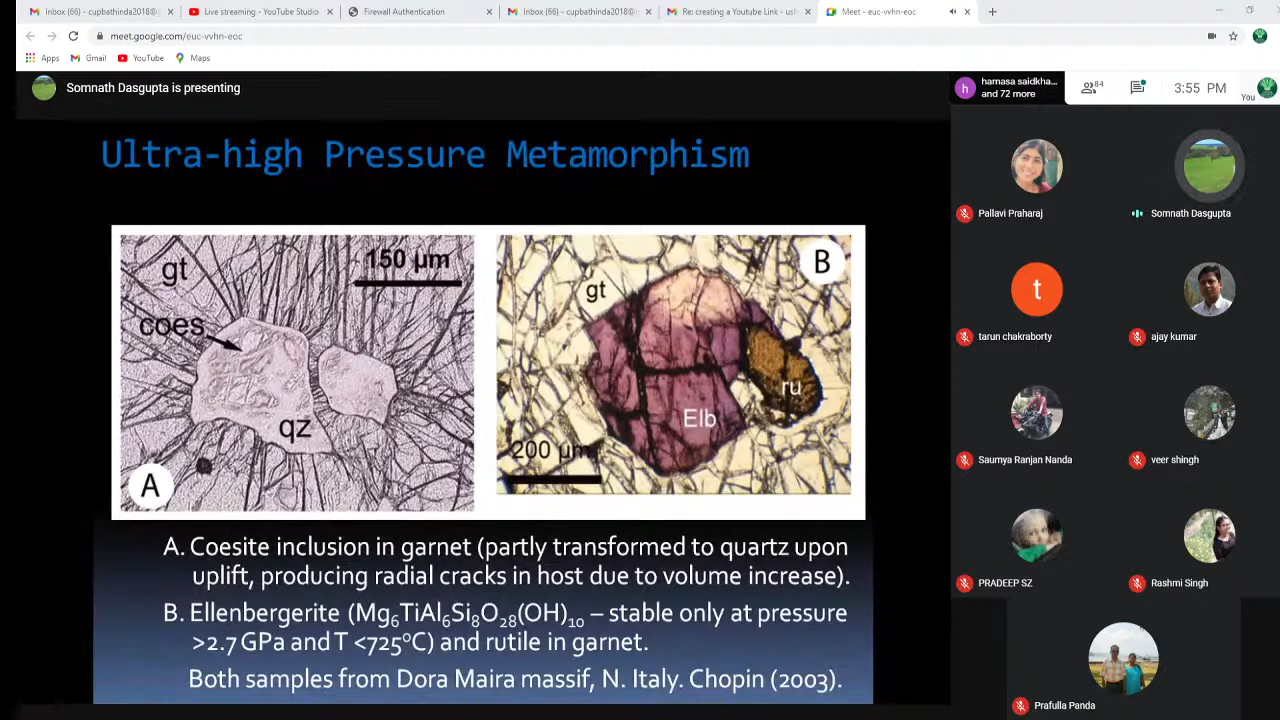 Inbox (66) - cupbathinda2018@
Live streaming - YouTube Studio
Firewall Authentication
Inbox (66) - cupbathinda2018@
Re: creating a Youtube Link - ush
Meet - euc-vvhn-eoc
meet.google.com/euc-vvhn-eoc
Apps
Gmail
YouTube
Maps
Somnath Dasgupta is presenting
h
hamasa saidkha...
and 72 more
84
3:55 PM
You
Ultra-high Pressure Metamorphism
gt
150 µm
coes
qz
A
B
gt
ru
Elb
200 µm
A. Coesite inclusion in garnet (partly transformed to quartz upon
uplift, producing radial cracks in host due to volume increase).
B. Ellenbergerite (Mg₆TiAl₆Si₈O₂₈(OH)₁₀ – stable only at pressure
>2.7 GPa and T <725°C) and rutile in garnet.
Both samples from Dora Maira massif, N. Italy. Chopin (2003).
Pallavi Praharaj
Somnath Dasgupta
t
tarun chakraborty
ajay kumar
Saumya Ranjan Nanda
veer shingh
PRADEEP SZ
Rashmi Singh
Prafulla Panda